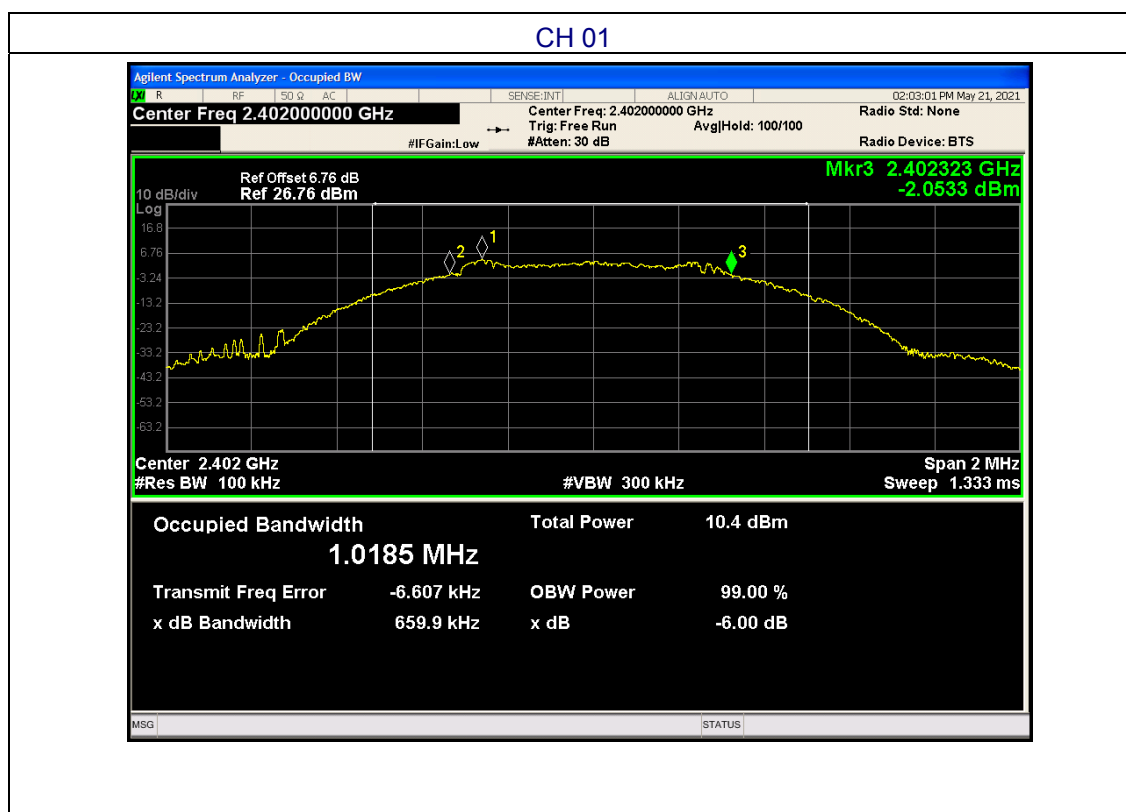 CH 01
Agilent Spectrum Analyzer - Occupied BW
LXI R RF 50 Ω AC SENSE:INT ALIGN AUTO 02:03:01 PM May 21, 2021
Center Freq 2.402000000 GHz Center Freq: 2.402000000 GHz Radio Std: None
Trig: Free Run Avg|Hold: 100/100
#IFGain:Low #Atten: 30 dB Radio Device: BTS
Mkr3 2.402323 GHz
Ref Offset 6.76 dB
10 dB/div Ref 26.76 dBm -2.0533 dBm
Log
16.8
6.76
-3.24
-13.2
-23.2
-33.2
-43.2
-53.2
-63.2
2 1 3
Center 2.402 GHz Span 2 MHz
#Res BW 100 kHz #VBW 300 kHz Sweep 1.333 ms
Occupied Bandwidth Total Power 10.4 dBm
1.0185 MHz
Transmit Freq Error -6.607 kHz OBW Power 99.00 %
x dB Bandwidth 659.9 kHz x dB -6.00 dB
MSG STATUS